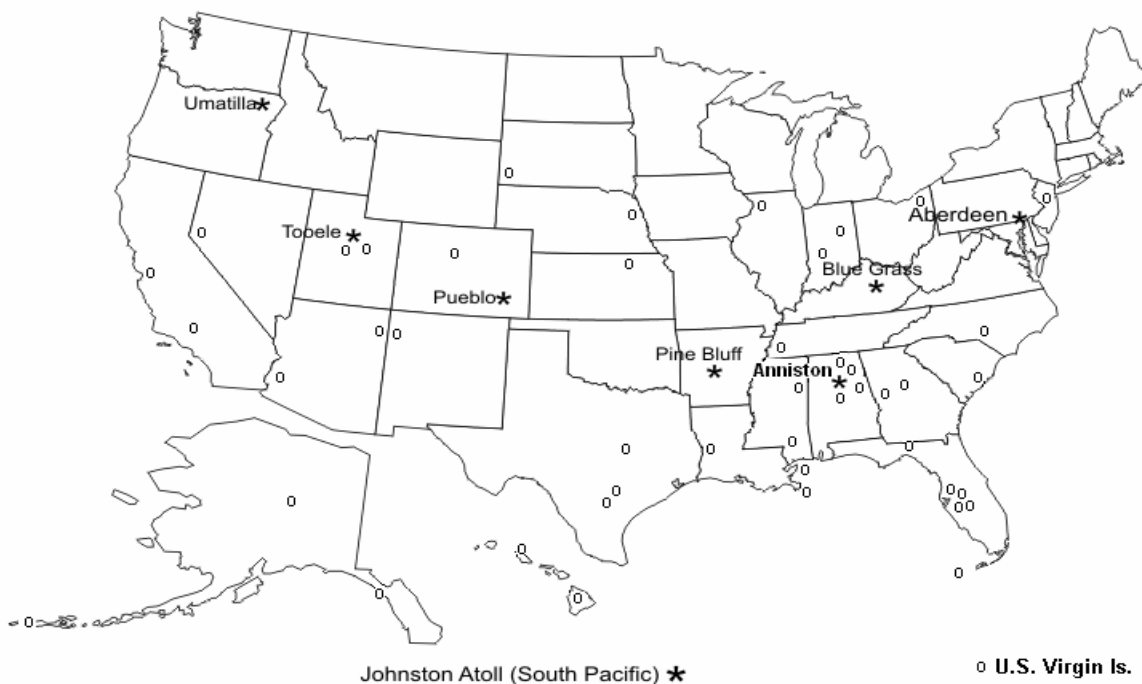 Umatilla*
Aberdeen *
Tooele *
Blue Grass
*
Pueblo*
Pine Bluff
*
Anniston
*
Johnston Atoll (South Pacific) *
o U.S. Virgin Is.